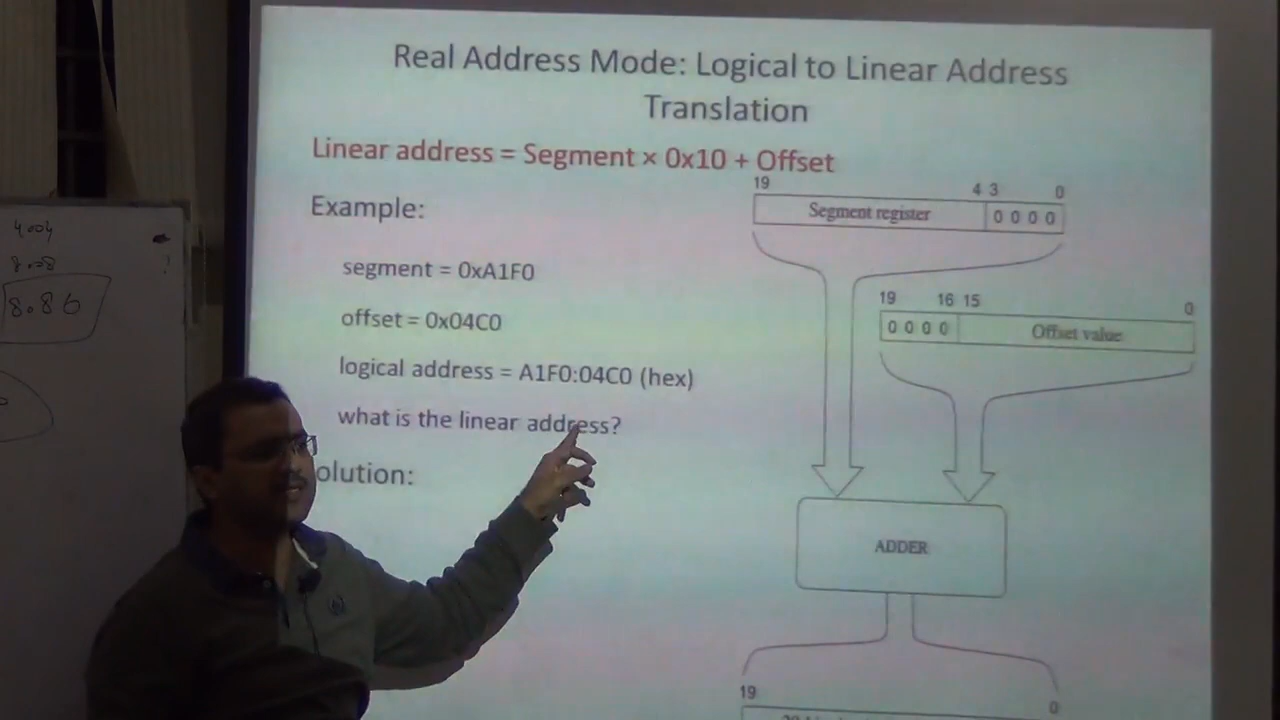 Real Address Mode: Logical to Linear Address
Translation
Linear address = Segment × 0x10 + Offset
Example:
segment = 0xA1F0
offset = 0x04C0
logical address = A1F0:04C0 (hex)
what is the linear address?
olution:
19 4 3 0
Segment register 0 0 0 0
19 16 15 0
0 0 0 0 Offset value
ADDER
19 0
4004
8008
8086